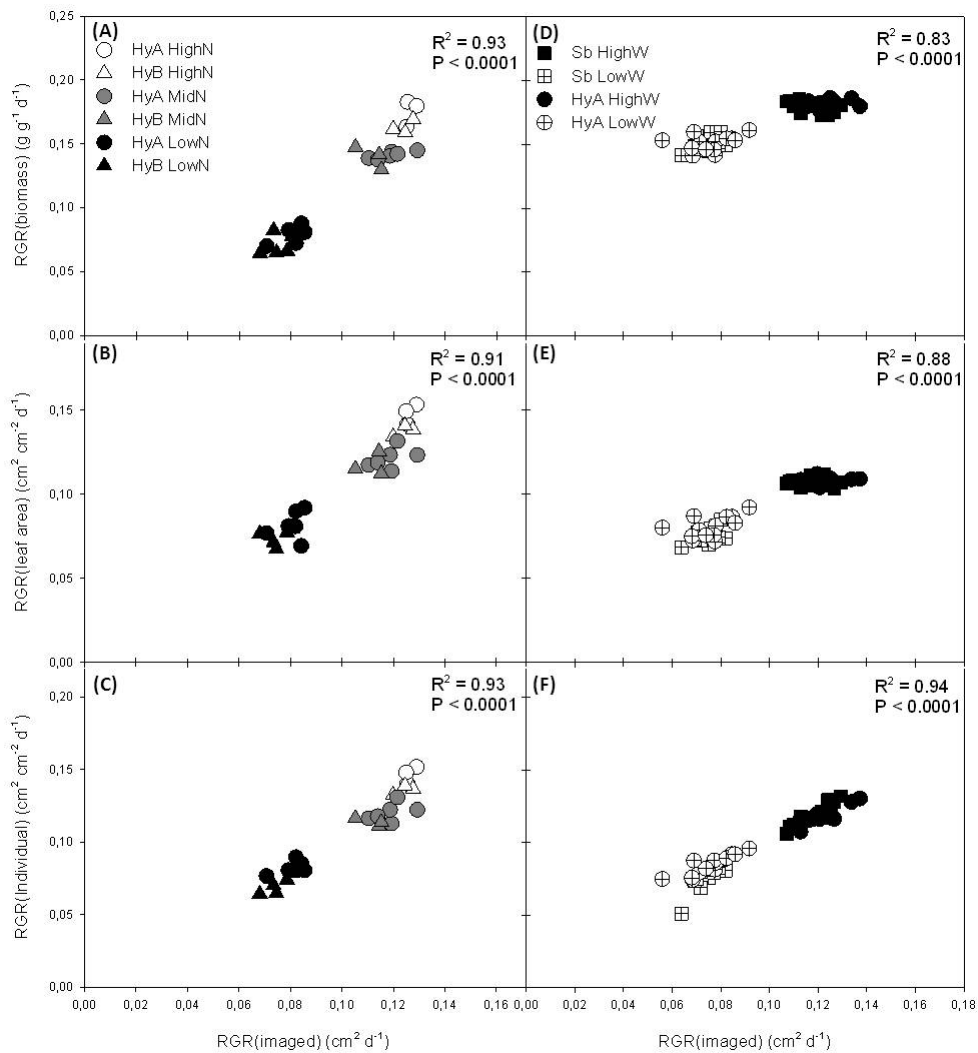 (A)
HyA HighN
HyB HighN
HyA MidN
HyB MidN
HyA LowN
HyB LowN
R² = 0.93
P < 0.0001
0,25
0,20
0,15
0,10
0,05
0,00
RGR(biomass) (g g⁻¹ d⁻¹)
(D)
Sb HighW
Sb LowW
HyA HighW
HyA LowW
R² = 0.83
P < 0.0001
(B)
R² = 0.91
P < 0.0001
0,15
0,10
0,05
0,00
RGR(leaf area) (cm² cm⁻² d⁻¹)
(E)
R² = 0.88
P < 0.0001
(C)
R² = 0.93
P < 0.0001
0,20
0,15
0,10
0,05
0,00
RGR(Individual) (cm² cm⁻² d⁻¹)
(F)
R² = 0.94
P < 0.0001
0,00 0,02 0,04 0,06 0,08 0,10 0,12 0,14 0,16
0,00 0,02 0,04 0,06 0,08 0,10 0,12 0,14 0,16 0,18
RGR(imaged) (cm² d⁻¹)
RGR(imaged) (cm² d⁻¹)